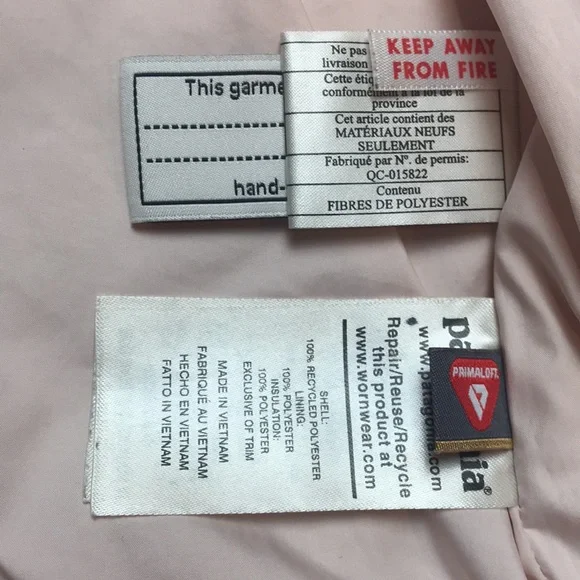 This garme
hand-
Ne pas
livraison
Cette étiq
conformément à la loi de la
province
Cet article contient des
MATÉRIAUX NEUFS
SEULEMENT
Fabriqué par N°. de permis:
QC-015822
Contenu
FIBRES DE POLYESTER
KEEP AWAY
FROM FIRE
pa nia®
www.patagonia
Repair/Reuse/Recycle
this product at
www.wornwear.com
SHELL:
100% RECYCLED POLYESTER
LINING:
100% POLYESTER
INSULATION:
100% POLYESTER
EXCLUSIVE OF TRIM
MADE IN VIETNAM
FABRIQUÉ AU VIETNAM
HECHO EN VIETNAM
FATTO IN VIETNAM
PRIMALOFT®